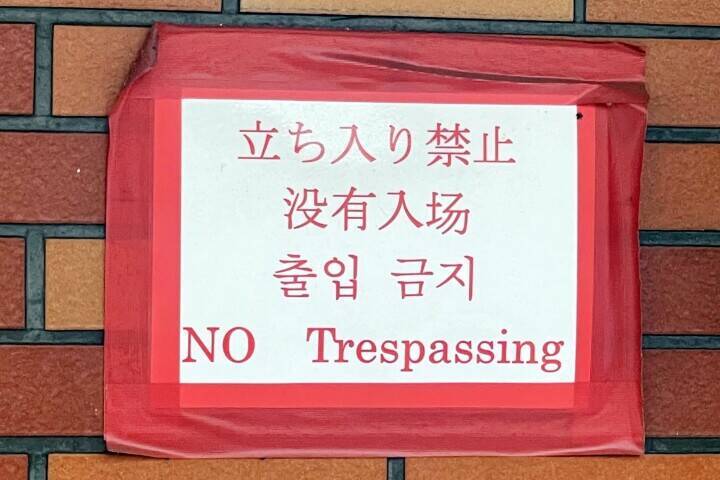 立ち入り禁止
没有入场
출입 금지
NO Trespassing